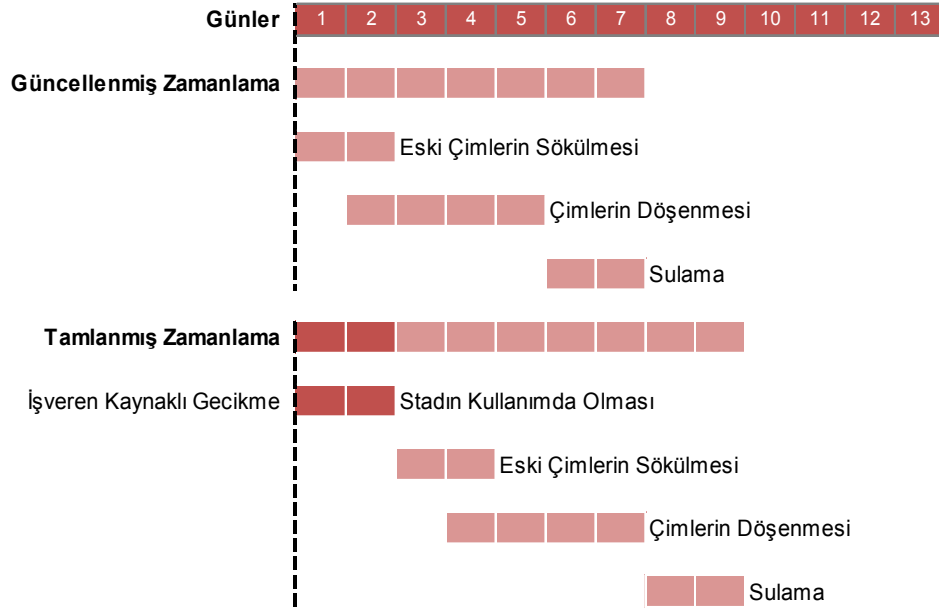 Günler 1 2 3 4 5 6 7 8 9 10 11 12 13
Güncellenmiş Zamanlama
Eski Çimlerin Sökülmesi
Çimlerin Döşenmesi
Sulama
Tamlanmış Zamanlama
İşveren Kaynaklı Gecikme Stadın Kullanımda Olması
Eski Çimlerin Sökülmesi
Çimlerin Döşenmesi
Sulama